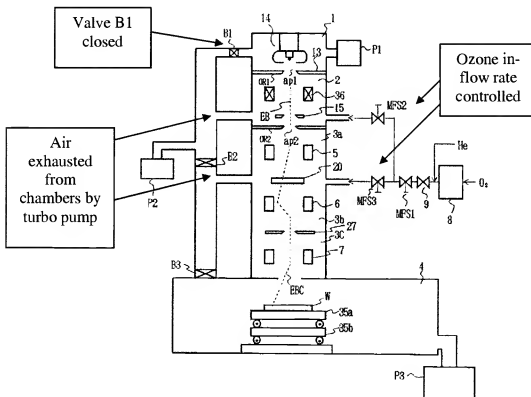 Valve B1
closed
B1
14
1
P1
13
OR1
ap1
2
36
EB
15
MFS2
OR2
ap2
3a
Ozone in-
flow rate
controlled
Air
exhausted
from
chambers by
turbo pump
P2
B2
5
20
He
MFS3
MFS1
9
8
O₃
6
3b
27
3C
7
B3
4
EBC
W
35a
35b
P3